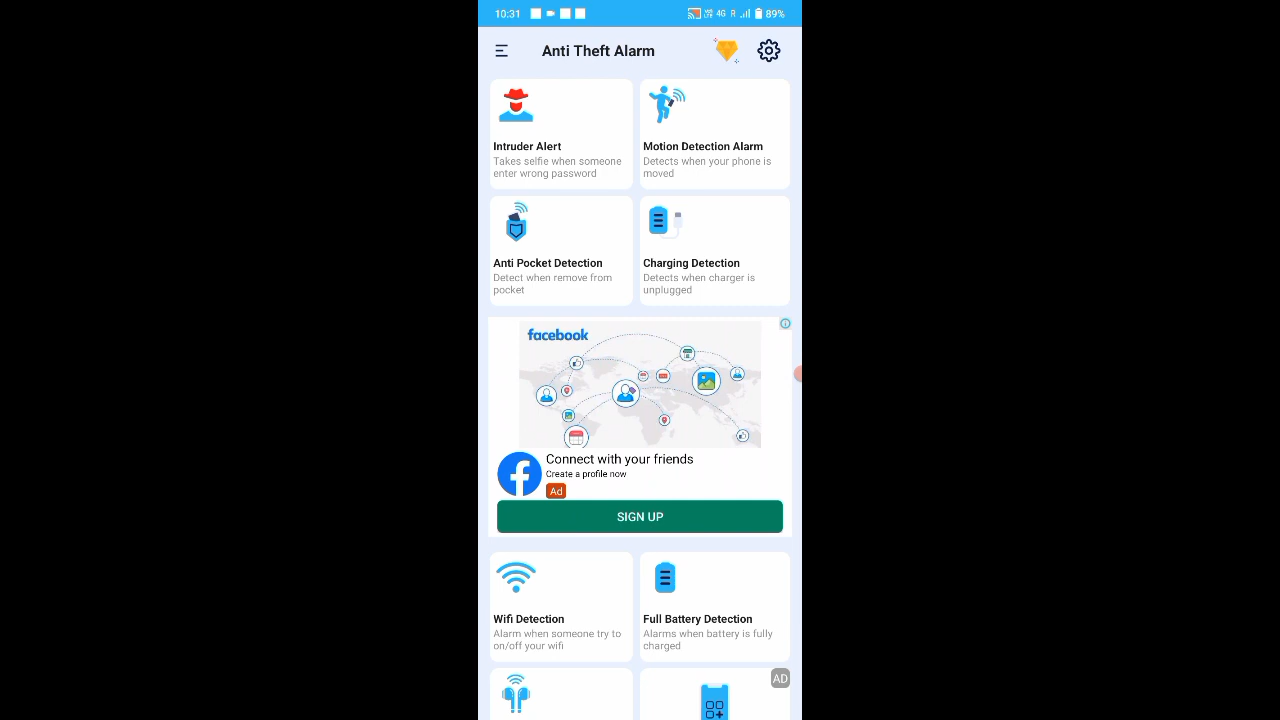 10:31
4G R 89%
Anti Theft Alarm
Intruder Alert
Takes selfie when someone
enter wrong password
Motion Detection Alarm
Detects when your phone is
moved
Anti Pocket Detection
Detect when remove from
pocket
Charging Detection
Detects when charger is
unplugged
facebook
Connect with your friends
Create a profile now
Ad
SIGN UP
Wifi Detection
Alarm when someone try to
on/off your wifi
Full Battery Detection
Alarms when battery is fully
charged
AD